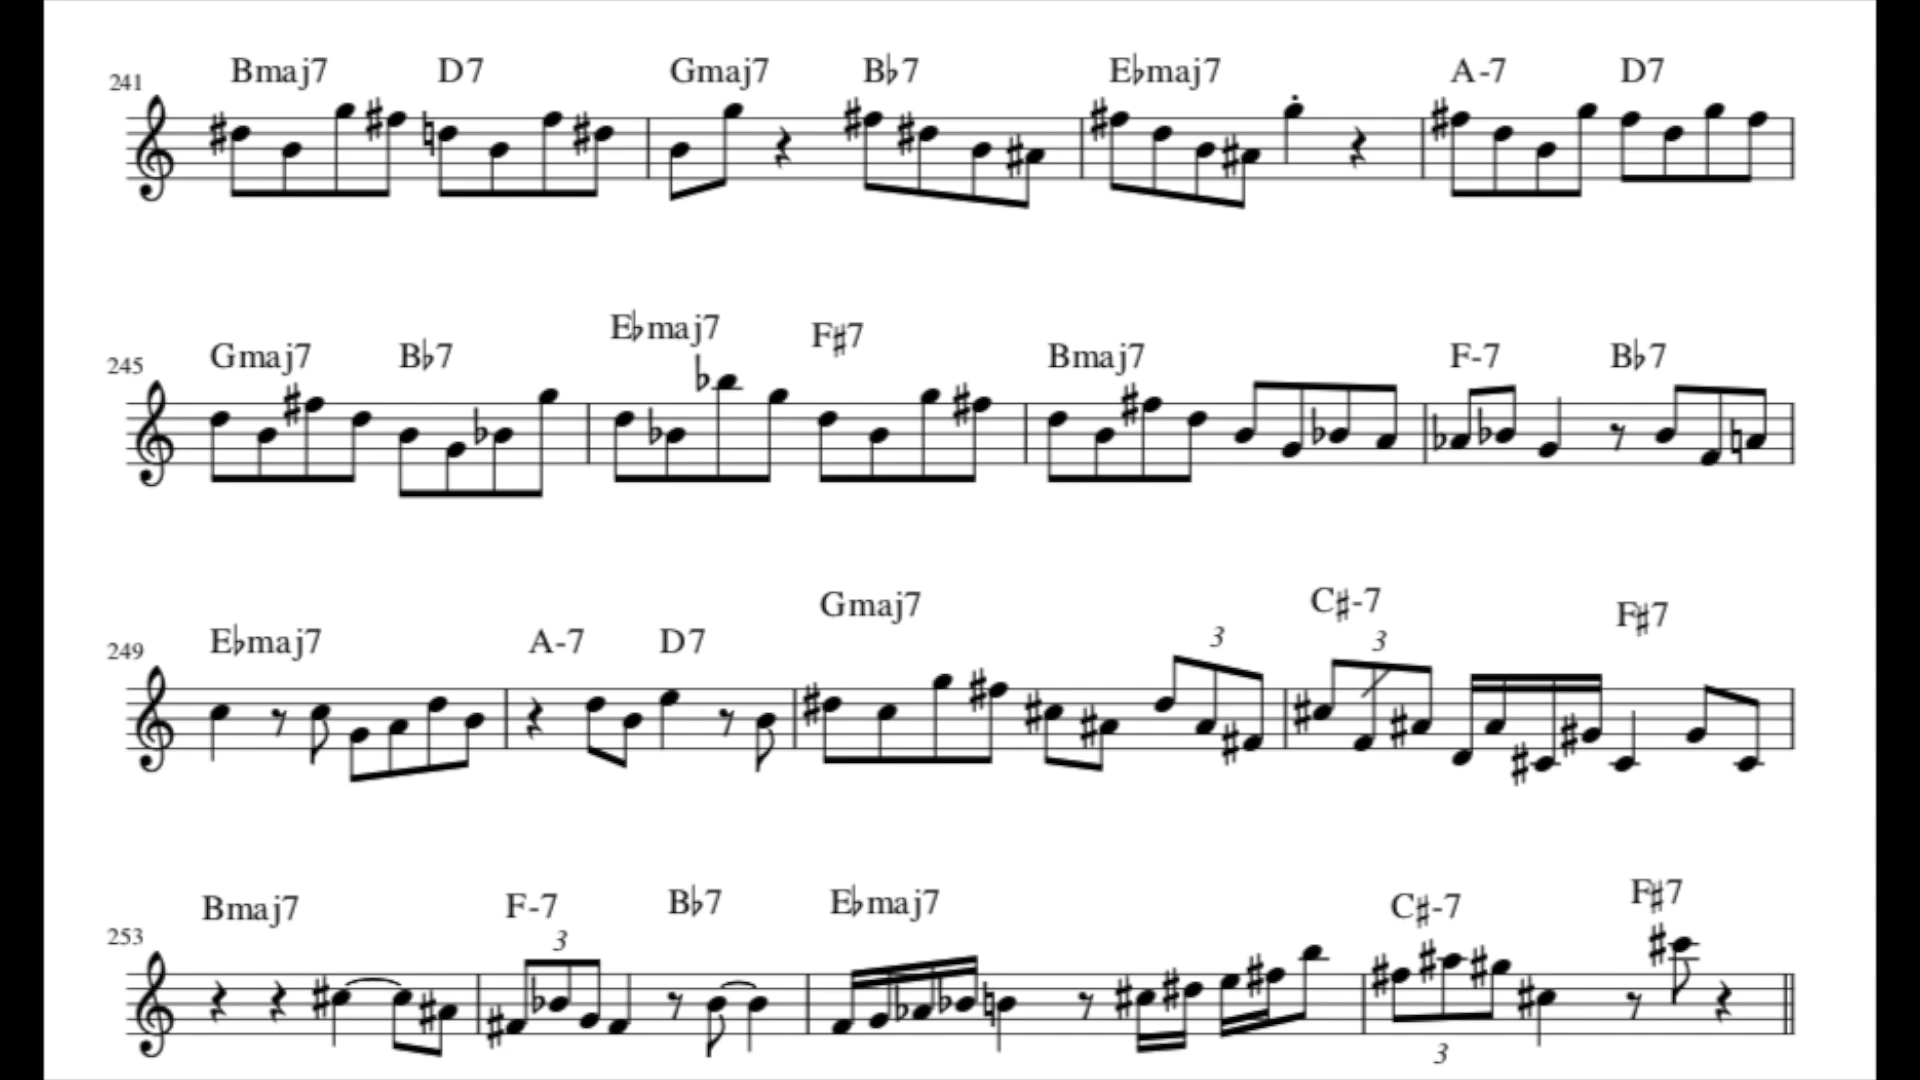 Bmaj7 D7 Gmaj7 B♭7 E♭maj7 A-7 D7
241
Gmaj7 B♭7 E♭maj7 F♯7 Bmaj7 F-7 B♭7
245
E♭maj7 A-7 D7 Gmaj7 C♯-7 F♯7
249
3 3
Bmaj7 F-7 B♭7 E♭maj7 C♯-7 F♯7
253
3
3